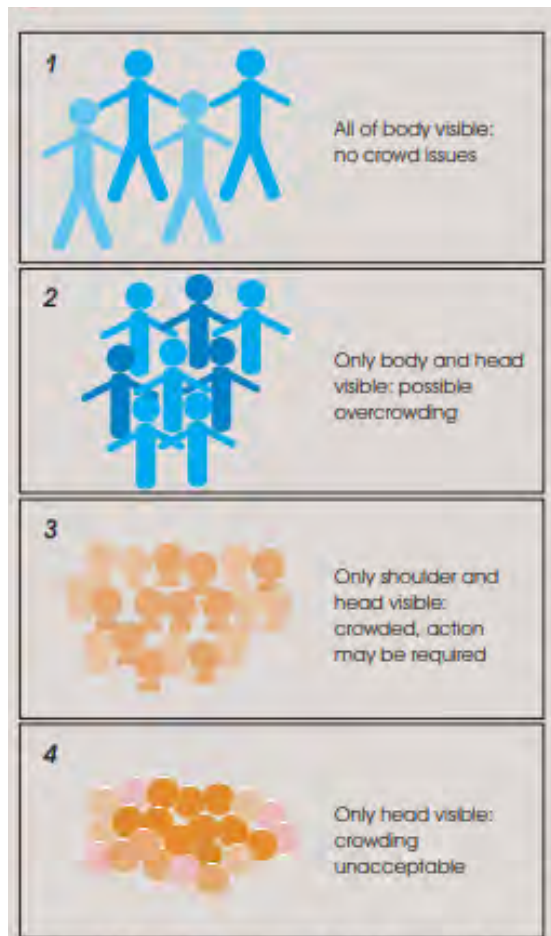 1
All of body visible:
no crowd issues
2
Only body and head
visible: possible
overcrowding
3
Only shoulder and
head visible:
crowded, action
may be required
4
Only head visible:
crowding
unacceptable